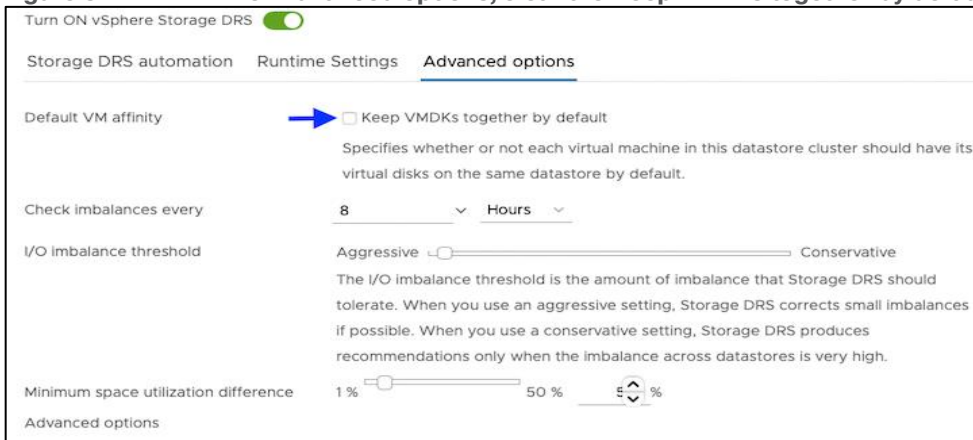 Turn ON vSphere Storage DRS
Storage DRS automation Runtime Settings Advanced options
Default VM affinity Keep VMDKs together by default
Specifies whether or not each virtual machine in this datastore cluster should have its
virtual disks on the same datastore by default.
Check imbalances every 8 Hours
I/O imbalance threshold Aggressive Conservative
The I/O imbalance threshold is the amount of imbalance that Storage DRS should
tolerate. When you use an aggressive setting, Storage DRS corrects small imbalances
if possible. When you use a conservative setting, Storage DRS produces
recommendations only when the imbalance across datastores is very high.
Minimum space utilization difference 1 % 50 % 5 %
Advanced options